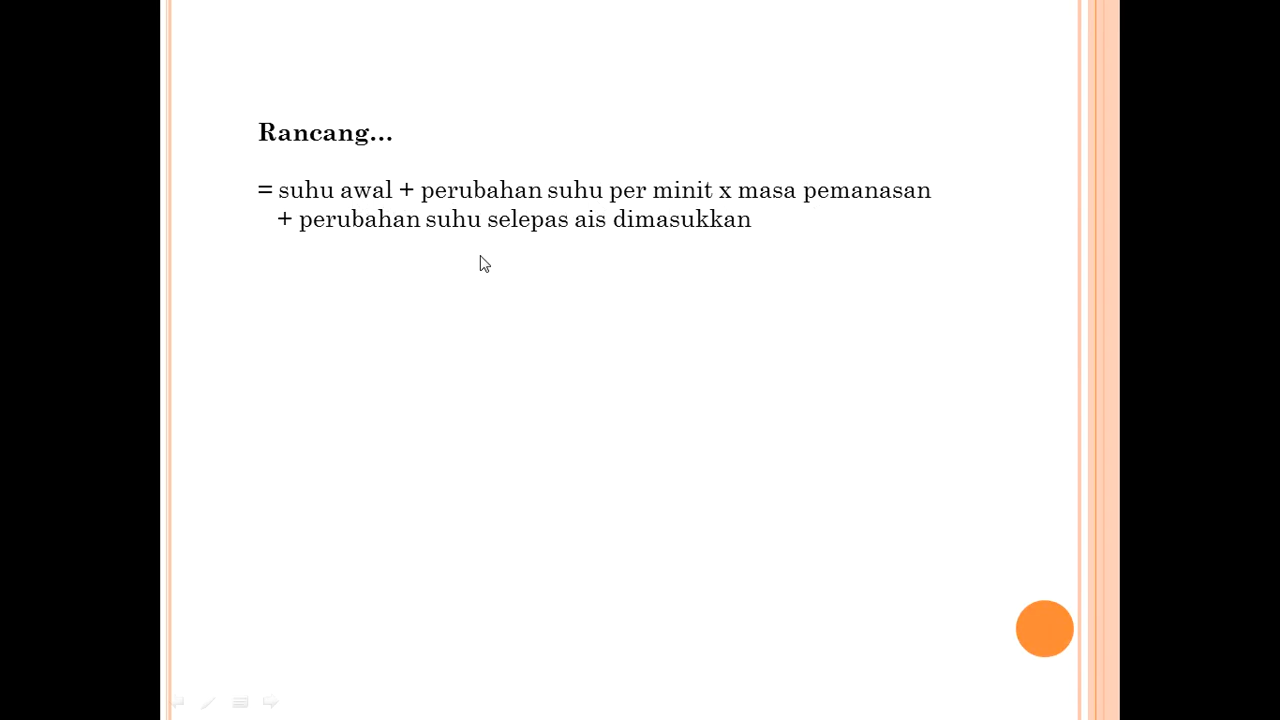 Rancang...
= suhu awal + perubahan suhu per minit x masa pemanasan
+ perubahan suhu selepas ais dimasukkan